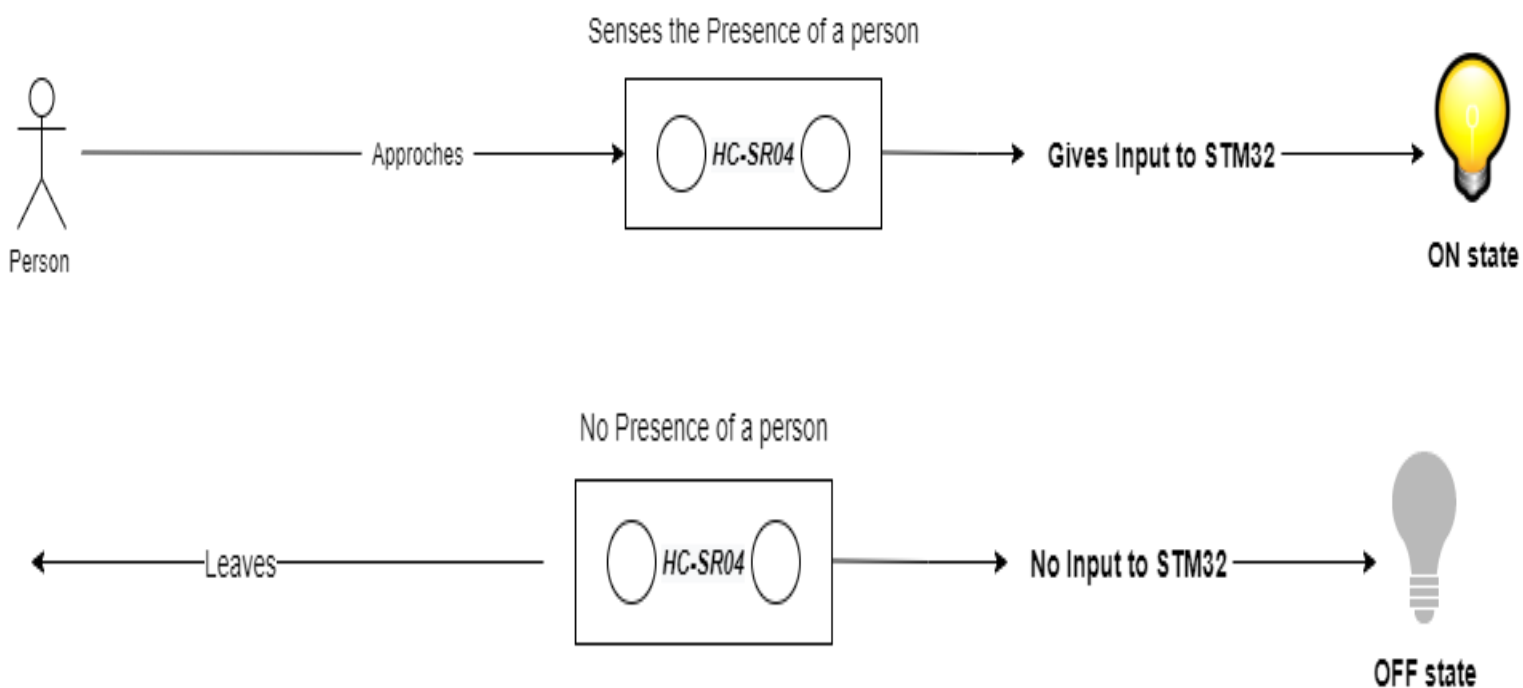 Senses the Presence of a person
Approches
HC-SR04
Gives Input to STM32
Person
ON state
No Presence of a person
Leaves
HC-SR04
No Input to STM32
OFF state